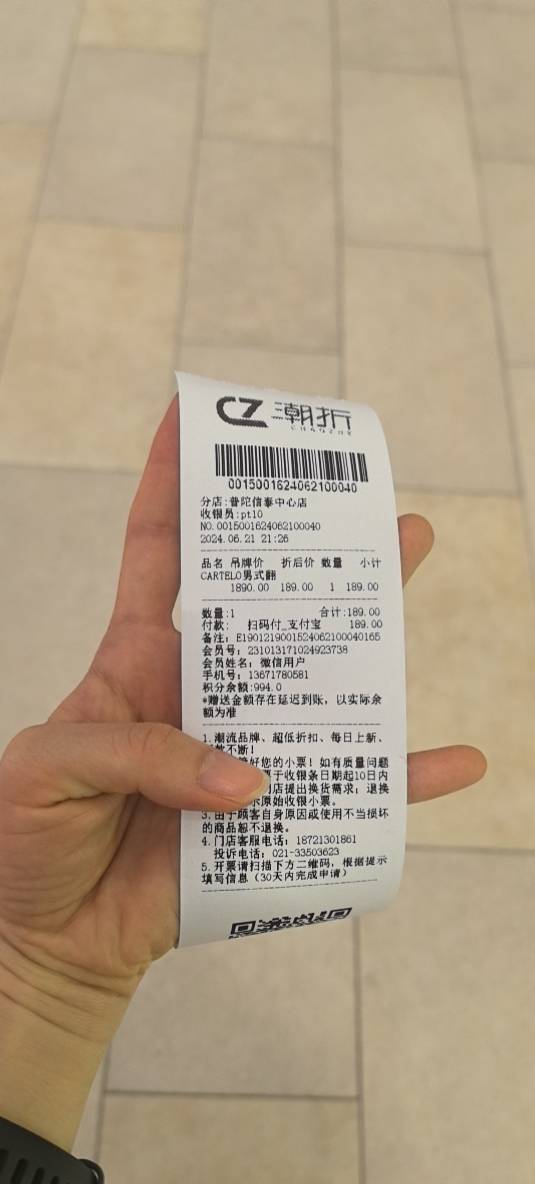 CZ 潮折
CHAOZHE
0015001624062100040
分店:普陀信泰中心店
收银员:pt10
NO.0015001624062100040
2024.06.21 21:26
品名 吊牌价 折后价 数量 小计
CARTELO男式翻
1890.00 189.00 1 189.00
数量:1 合计:189.00
付款: 扫码付_支付宝 189.00
备注: E19012190015240621000401​65
会员号: 231013171024923738
会员姓名: 微信用户
手机号: 13671780581
积分余额:994.0
*赠送金额存在延迟到账，以实际余
额为准
1.潮流品牌、超低折扣、每日上新、
不断!
好您的小票! 如有质量问题
于收银条日期起10日内
门店提出换货需求; 退换
原始收银小票。
3.由于顾客自身原因或使用不当损坏
的商品恕不退换。
4.门店客服电话: 18721301861
投诉电话: 021-33503623
5.开票请扫描下方二维码, 根据提示
填写信息 (30天内完成申请)